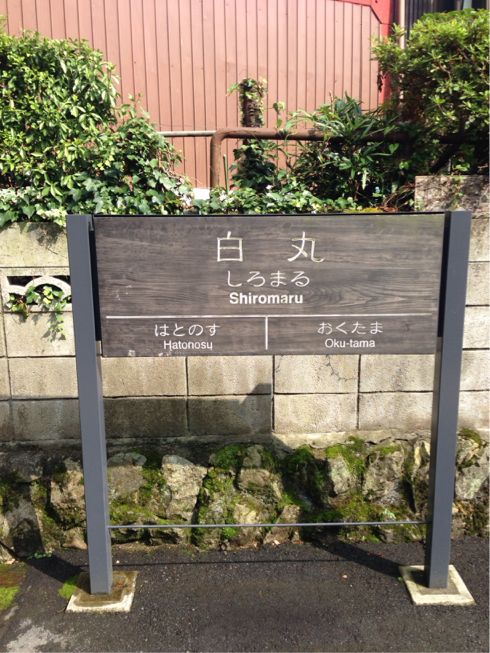 白丸
しろまる
Shiromaru
はとのす おくたま
Hatonosu Oku-tama